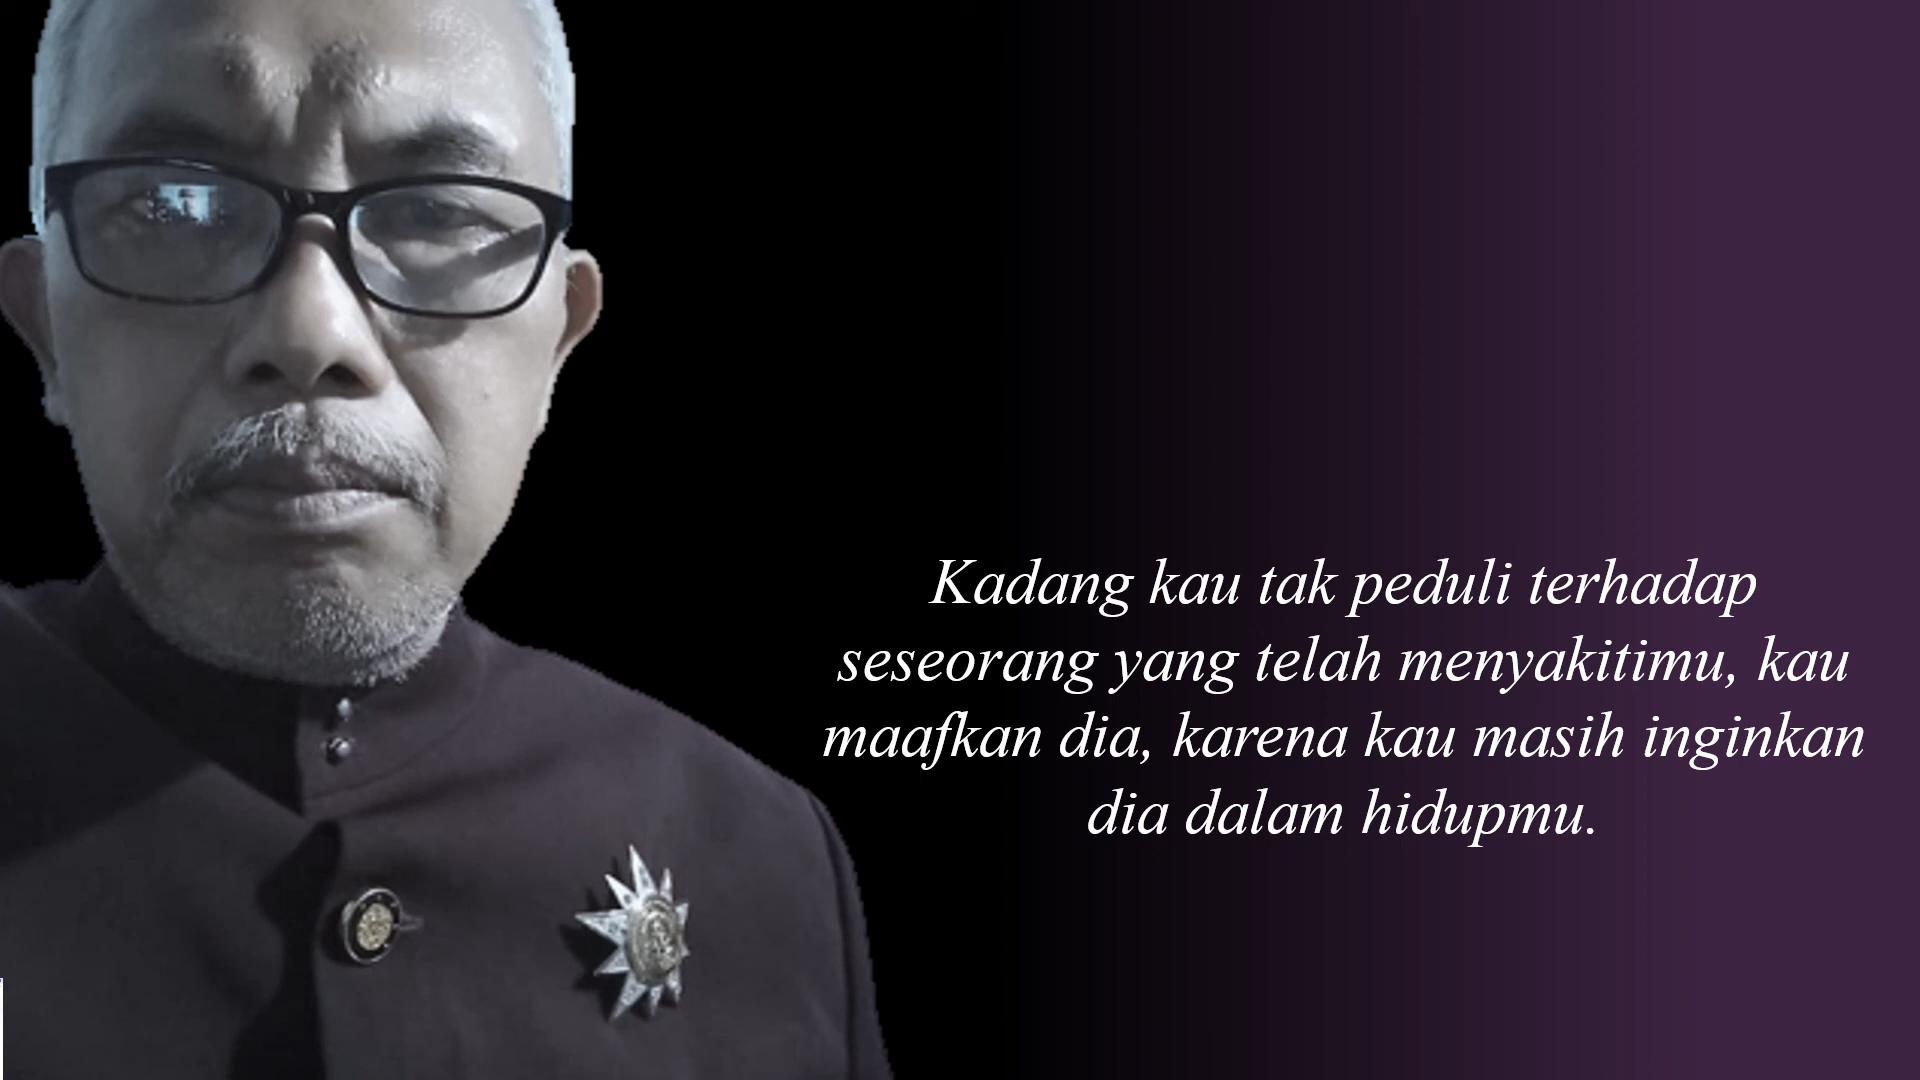 Kadang kau tak peduli terhadap
seseorang yang telah menyakitimu, kau
maafkan dia, karena kau masih inginkan
dia dalam hidupmu.